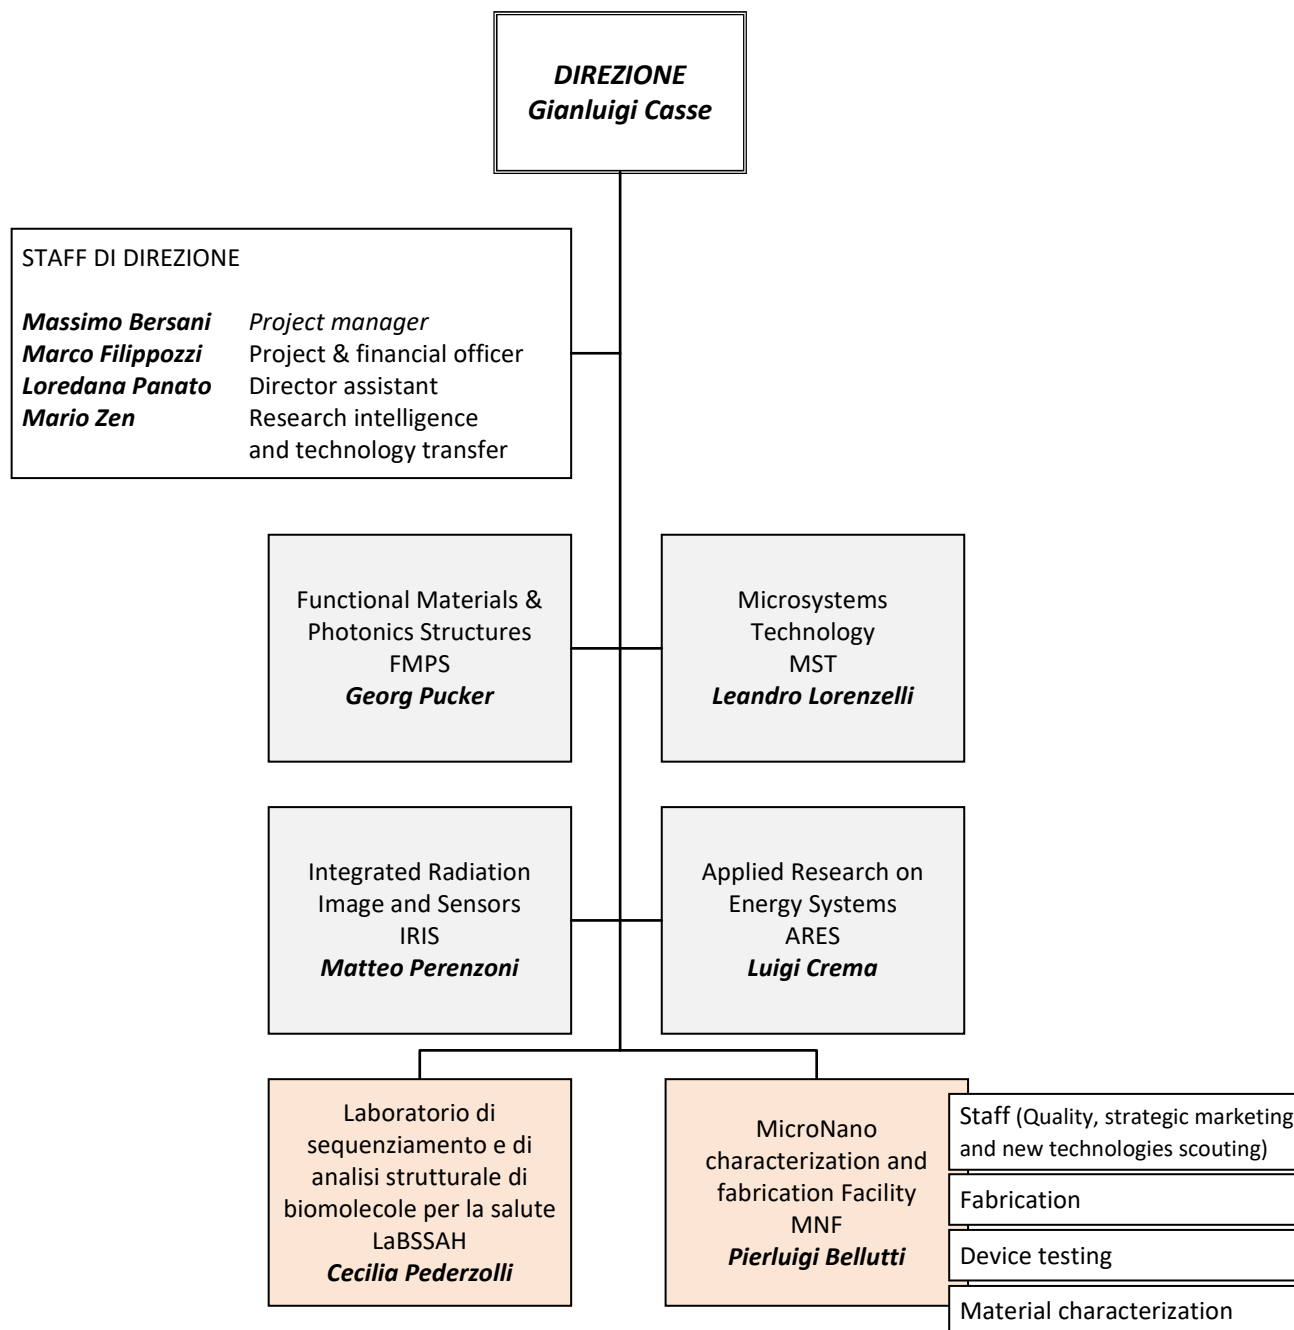 DIREZIONE
Gianluigi Casse
STAFF DI DIREZIONE
Massimo Bersani Project manager
Marco Filippozzi Project & financial officer
Loredana Panato Director assistant
Mario Zen Research intelligence
and technology transfer
Functional Materials &
Photonics Structures
FMPS
Georg Pucker
Microsystems
Technology
MST
Leandro Lorenzelli
Integrated Radiation
Image and Sensors
IRIS
Matteo Perenzoni
Applied Research on
Energy Systems
ARES
Luigi Crema
Laboratorio di
sequenziamento e di
analisi strutturale di
biomolecole per la salute
LaBSSAH
Cecilia Pederzolli
MicroNano
characterization and
fabrication Facility
MNF
Pierluigi Bellutti
Staff (Quality, strategic marketing
and new technologies scouting)
Fabrication
Device testing
Material characterization